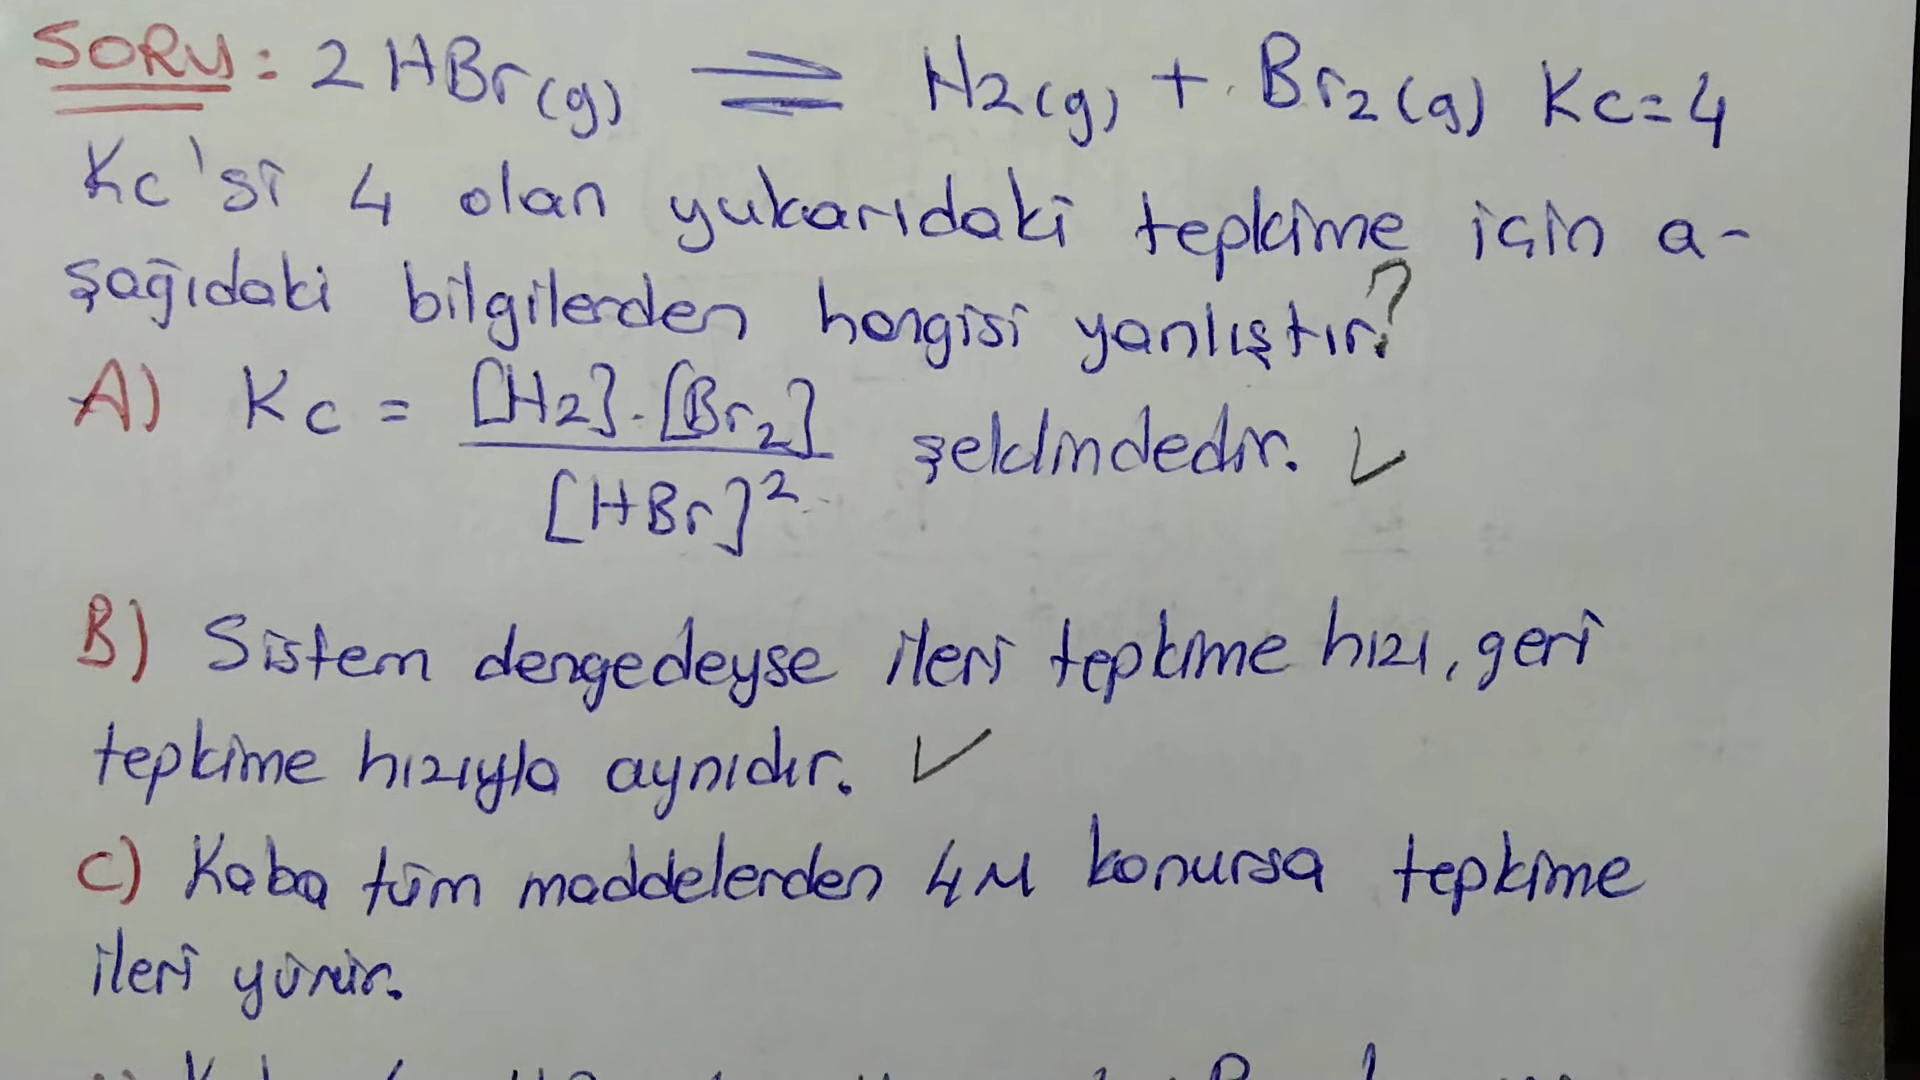 SORU: 2HBr(g) ⇌ H2(g) + Br2(g) Kc=4
Kc'si 4 olan yukarıdaki tepkime için a-
şağıdaki bilgilerden hangisi yanlıştır?
A) Kc = [H2].[Br2] / [HBr]² şeklindedir. ✓
B) Sistem dengedeyse ileri tepkime hızı, geri
tepkime hızıyla aynıdır. ✓
C) Kaba tüm maddelerden 4M konursa tepkime
ileri yürür.